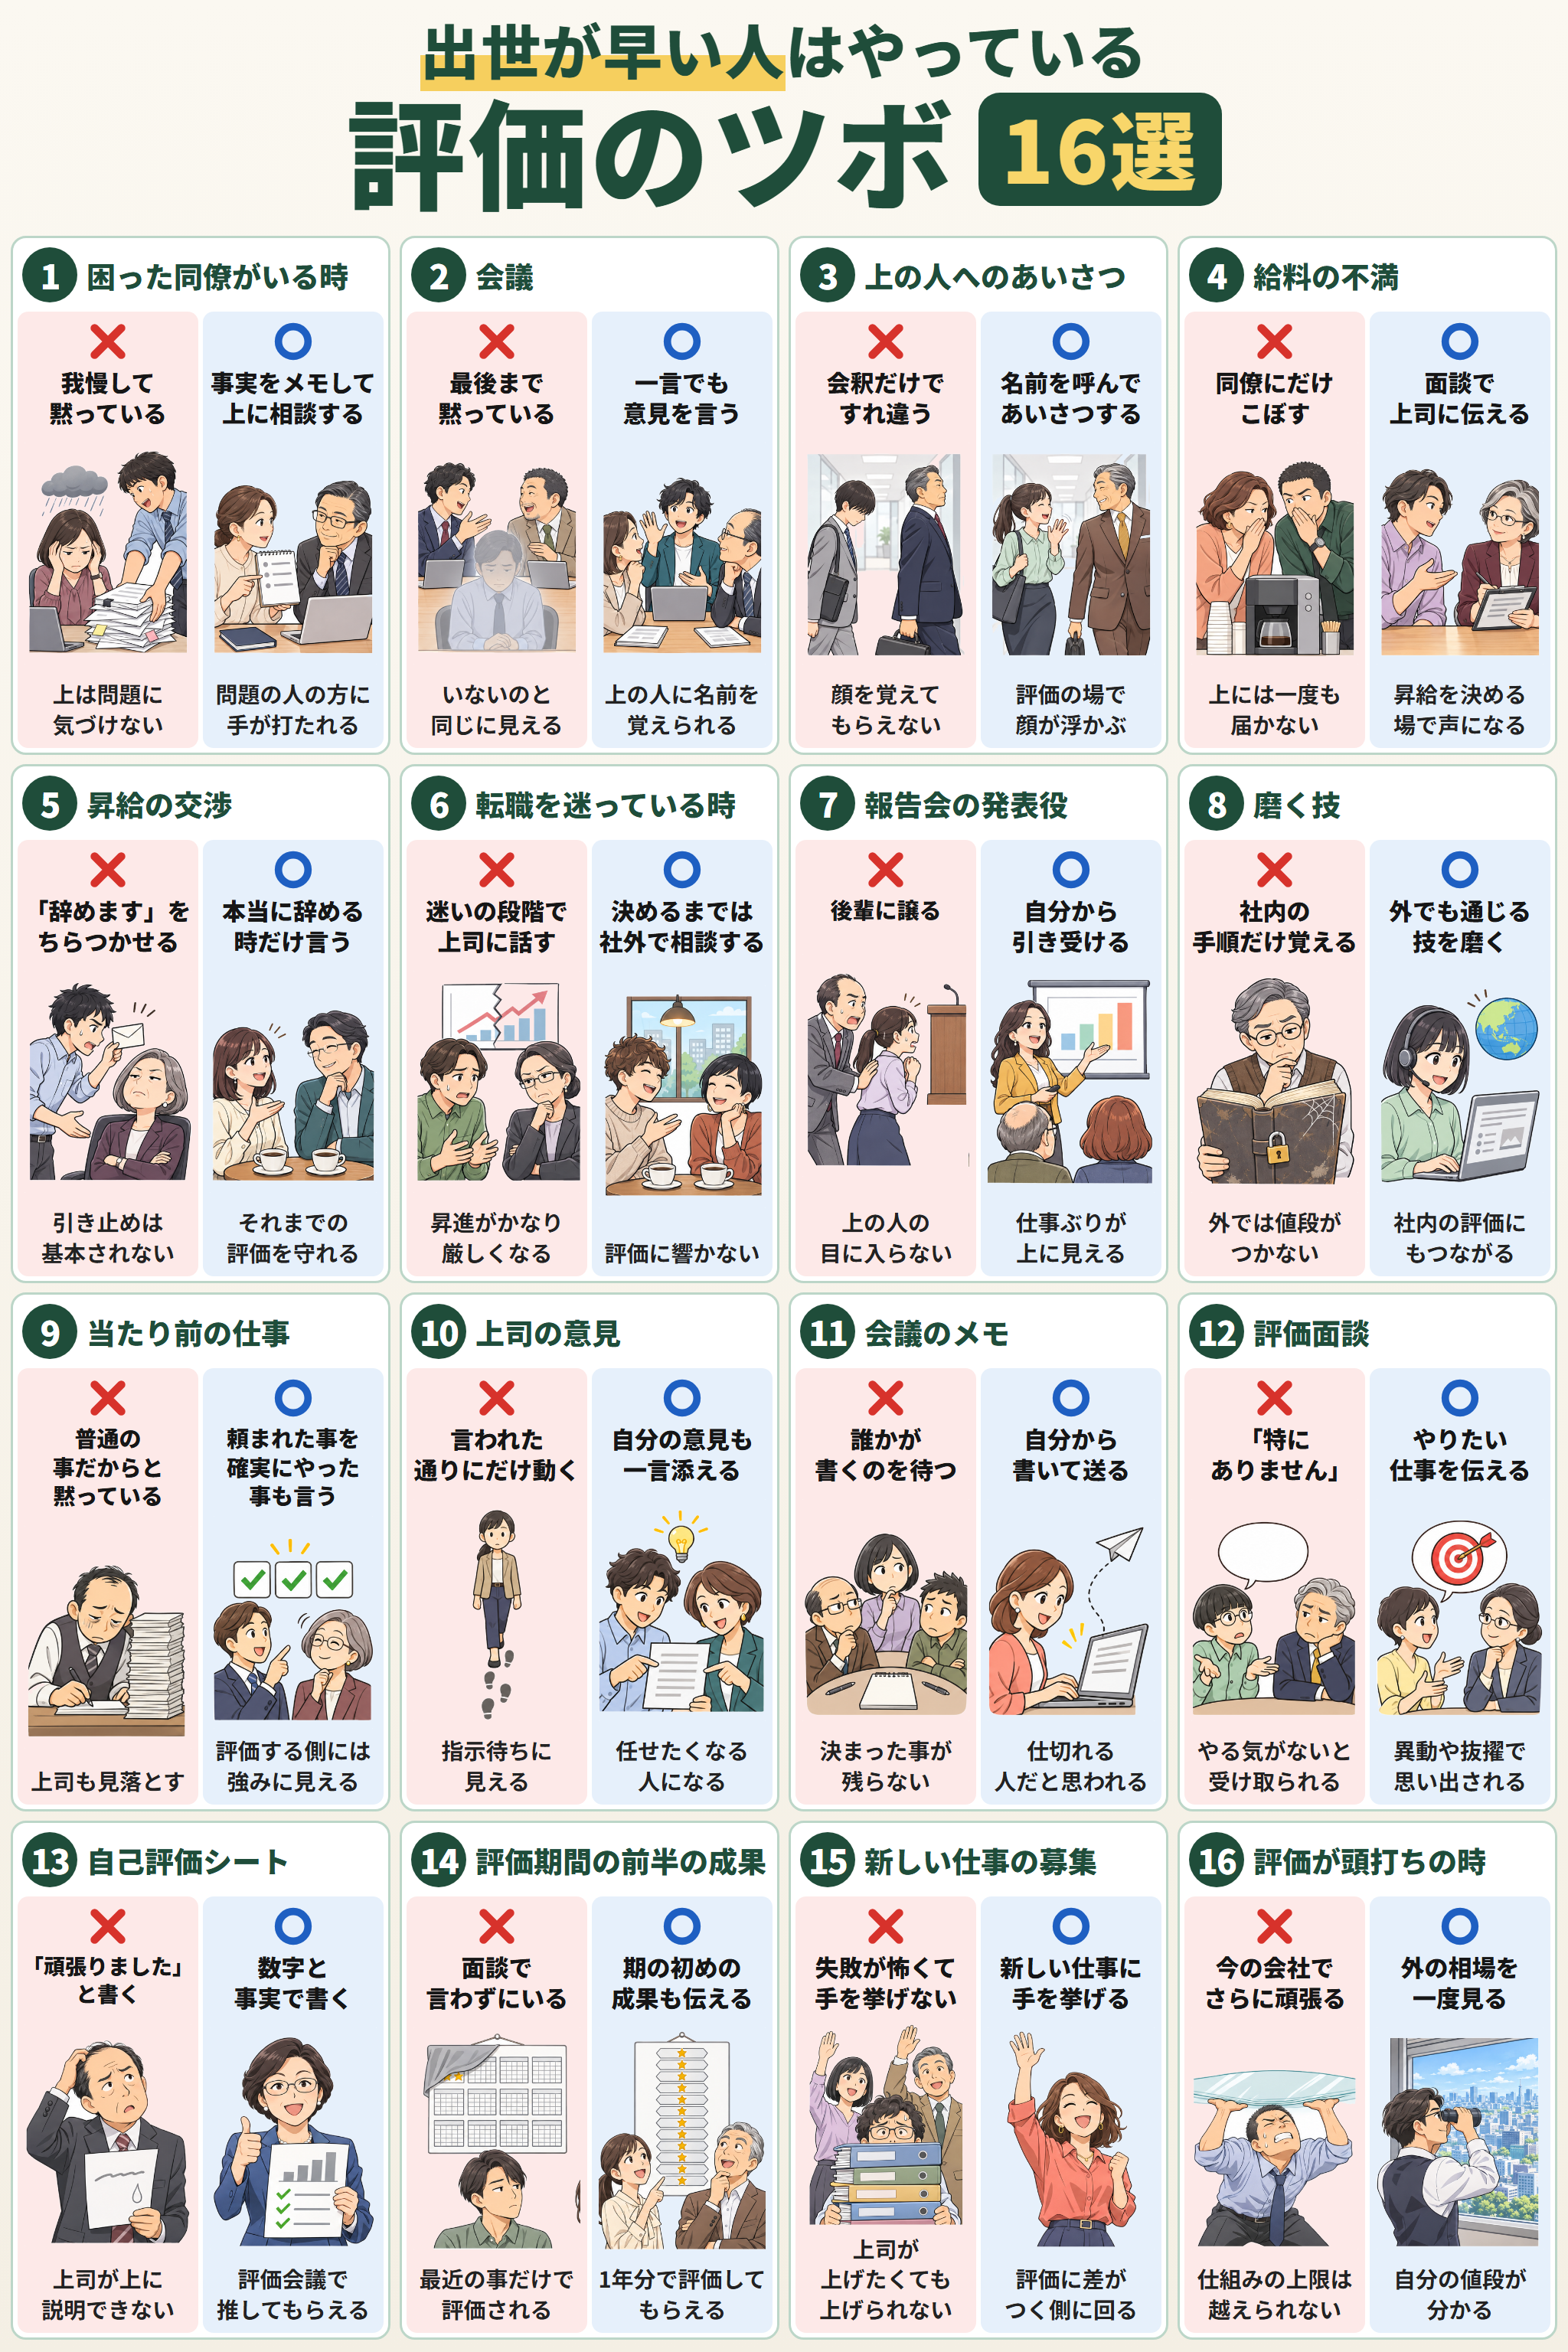 出世が早い人はやっている
評価のツボ 16選
1 困った同僚がいる時
我慢して
黙っている
上は問題に
気づけない
事実をメモして
上に相談する
問題の人の方に
手が打たれる
2 会議
最後まで
黙っている
いないのと
同じに見える
一言でも
意見を言う
上の人に名前を
覚えられる
3 上の人へのあいさつ
会釈だけで
すれ違う
顔を覚えて
もらえない
名前を呼んで
あいさつする
評価の場で
顔が浮かぶ
4 給料の不満
同僚にだけ
こぼす
上には一度も
届かない
面談で
上司に伝える
昇給を決める
場で声になる
5 昇給の交渉
「辞めます」を
ちらつかせる
引き止めは
基本されない
本当に辞める
時だけ言う
それまでの
評価を守れる
6 転職を迷っている時
迷いの段階で
上司に話す
昇進がかなり
厳しくなる
決めるまでは
社外で相談する
評価に響かない
7 報告会の発表役
後輩に譲る
上の人の
目に入らない
自分から
引き受ける
仕事ぶりが
上に見える
8 磨く技
社内の
手順だけ覚える
外では値段が
つかない
外でも通じる
技を磨く
社内の評価に
もつながる
9 当たり前の仕事
普通の
事だからと
黙っている
上司も見落とす
頼まれた事を
確実にやった
事も言う
評価する側には
強みに見える
10 上司の意見
言われた
通りにだけ動く
指示待ちに
見える
自分の意見も
一言添える
任せたくなる
人になる
11 会議のメモ
誰かが
書くのを待つ
決まった事が
残らない
自分から
書いて送る
仕切れる
人だと思われる
12 評価面談
「特に
ありません」
やる気がないと
受け取られる
やりたい
仕事を伝える
異動や抜擢で
思い出される
13 自己評価シート
「頑張りました」
と書く
上司が上に
説明できない
数字と
事実で書く
評価会議で
推してもらえる
14 評価期間の前半の成果
面談で
言わずにいる
最近の事だけで
評価される
期の初めの
成果も伝える
1年分で評価して
もらえる
15 新しい仕事の募集
失敗が怖くて
手を挙げない
上司が
上げたくても
上げられない
新しい仕事に
手を挙げる
評価に差が
つく側に回る
16 評価が頭打ちの時
今の会社で
さらに頑張る
仕組みの上限は
越えられない
外の相場を
一度見る
自分の値段が
分かる